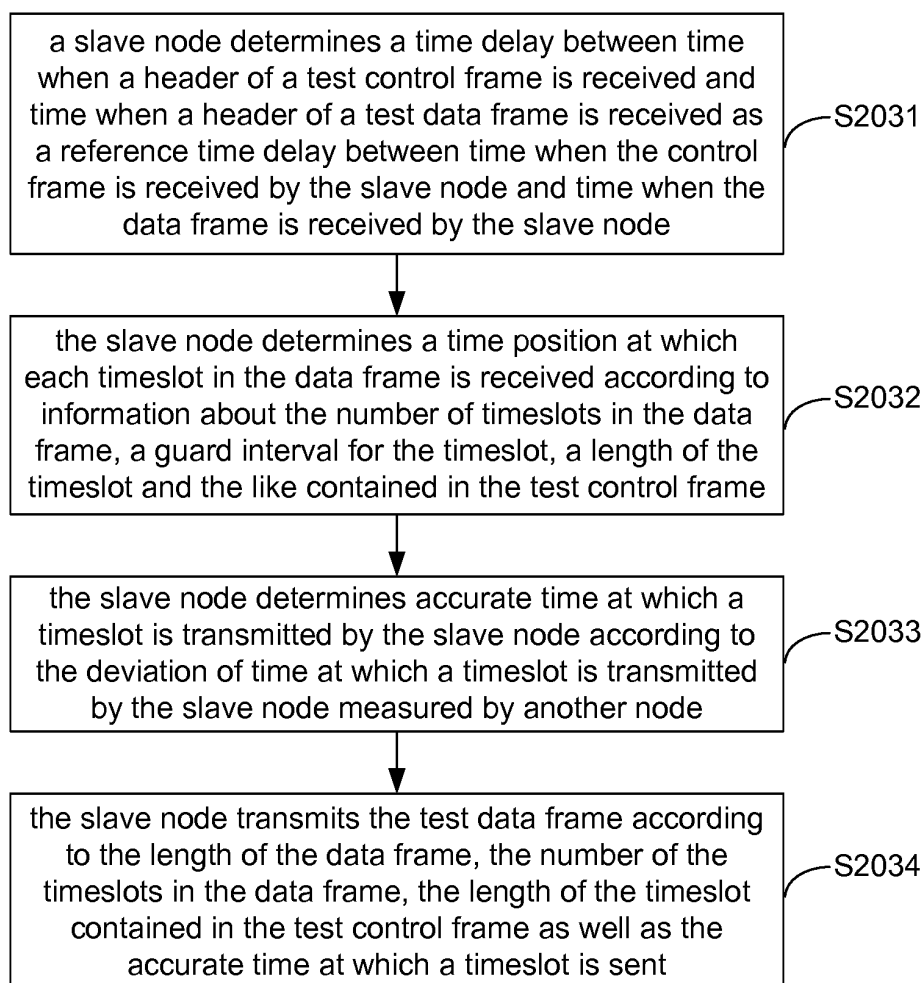 a slave node determines a time delay between time
when a header of a test control frame is received and
time when a header of a test data frame is received as
a reference time delay between time when the control
frame is received by the slave node and time when the
data frame is received by the slave node
S2031
the slave node determines a time position at which
each timeslot in the data frame is received according to
information about the number of timeslots in the data
frame, a guard interval for the timeslot, a length of the
timeslot and the like contained in the test control frame
S2032
the slave node determines accurate time at which a
timeslot is transmitted by the slave node according to
the deviation of time at which a timeslot is transmitted
by the slave node measured by another node
S2033
the slave node transmits the test data frame according
to the length of the data frame, the number of the
timeslots in the data frame, the length of the timeslot
contained in the test control frame as well as the
accurate time at which a timeslot is sent
S2034